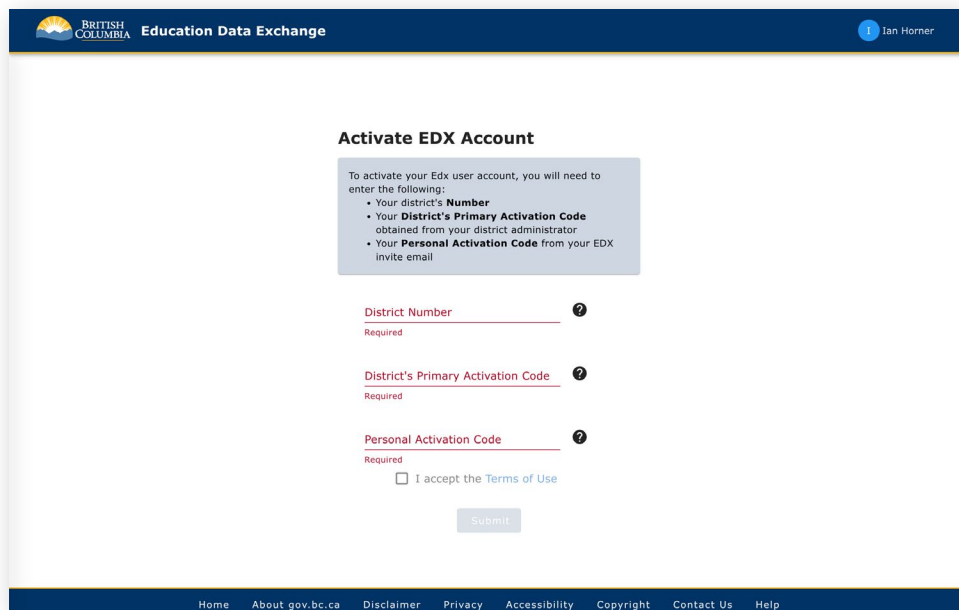 BRITISH
COLUMBIA
Education Data Exchange
I
Ian Horner
Activate EDX Account
To activate your Edx user account, you will need to
enter the following:
• Your district's Number
• Your District's Primary Activation Code
obtained from your district administrator
• Your Personal Activation Code from your EDX
invite email
District Number
?
Required
District's Primary Activation Code
?
Required
Personal Activation Code
?
Required
I accept the Terms of Use
Submit
Home About gov.bc.ca Disclaimer Privacy Accessibility Copyright Contact Us Help